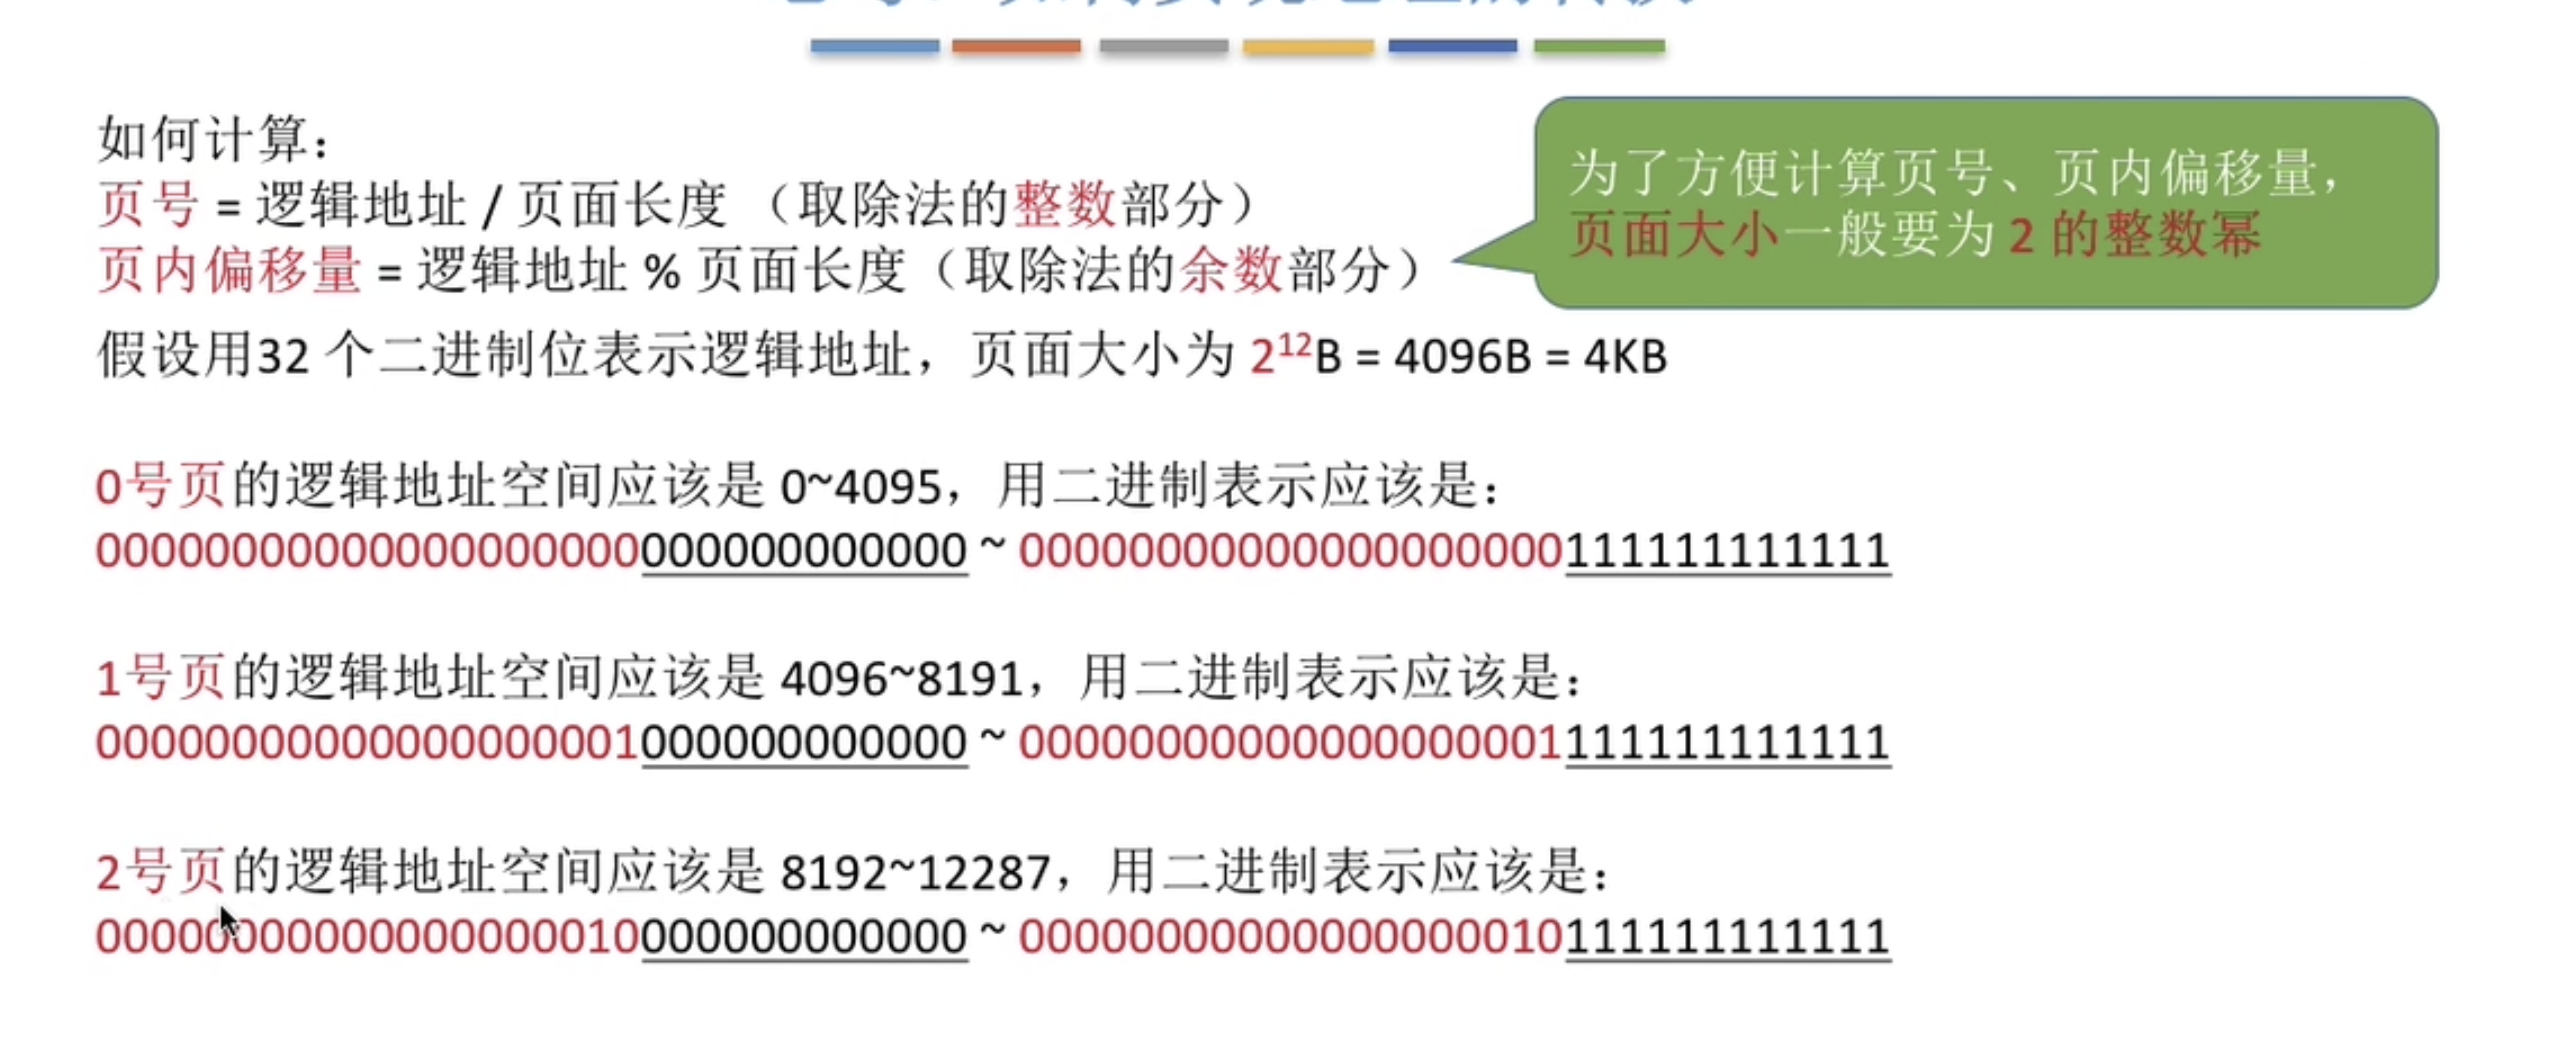 如何计算：
页号 = 逻辑地址 / 页面长度 （取除法的整数部分）
页内偏移量 = 逻辑地址 % 页面长度（取除法的余数部分）
为了方便计算页号、页内偏移量，
页面大小一般要为 2 的整数幂
假设用32 个二进制位表示逻辑地址，页面大小为 2¹²B = 4096B = 4KB
0号页的逻辑地址空间应该是 0~4095，用二进制表示应该是：
00000000000000000000000000000000 ~ 00000000000000000000111111111111
1号页的逻辑地址空间应该是 4096~8191，用二进制表示应该是：
00000000000000000001000000000000 ~ 00000000000000000001111111111111
2号页的逻辑地址空间应该是 8192~12287，用二进制表示应该是：
00000000000000000010000000000000 ~ 00000000000000000010111111111111